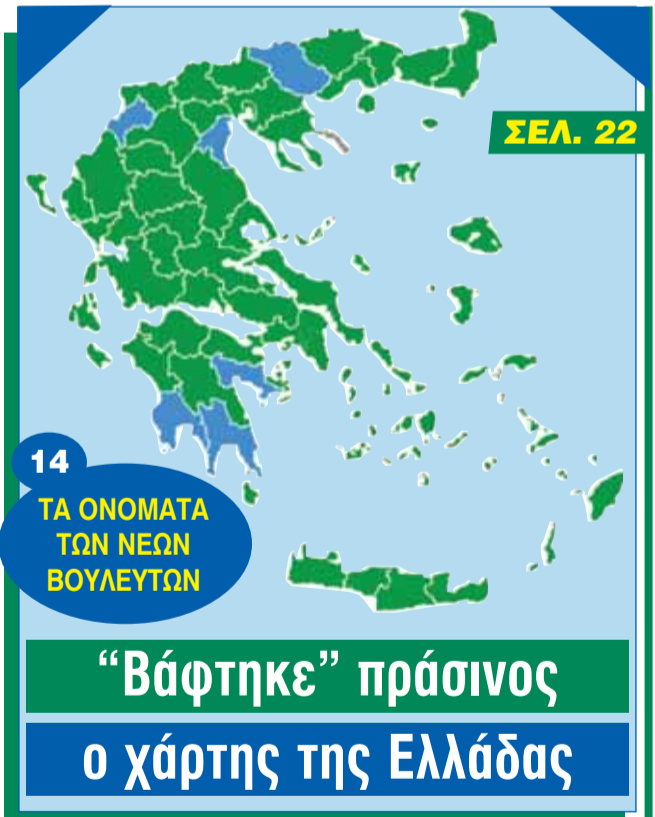 ΣΕΛ. 22
14
ΤΑ ΟΝΟΜΑΤΑ
ΤΩΝ ΝΕΩΝ
ΒΟΥΛΕΥΤΩΝ
“Βάφτηκε” πράσινος
ο χάρτης της Ελλάδας